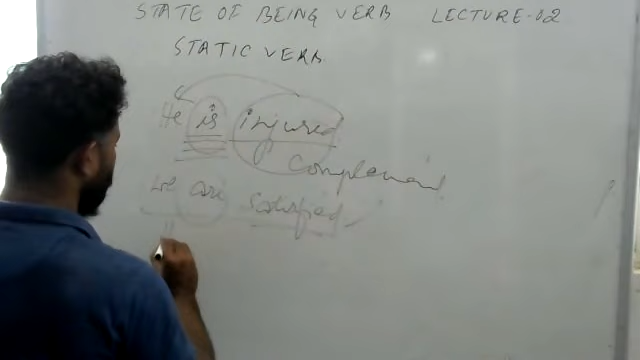 STATE OF BEING VERB LECTURE-02
STATIC VERB
He is injured
Complement
We are satisfied